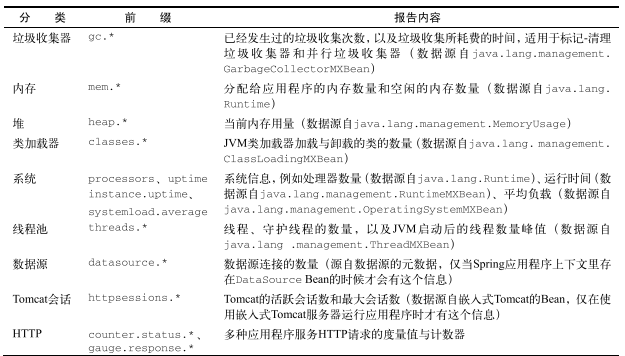 分 类 前 缀 报告内容
垃圾收集器 gc.* 已经发生过的垃圾收集次数，以及垃圾收集所耗费的时间，适用于标记-清理
垃圾收集器和并行垃圾收集器（数据源自java.lang.management.
GarbageCollectorMXBean）
内存 mem.* 分配给应用程序的内存数量和空闲的内存数量（数据源自java.lang.
Runtime）
堆 heap.* 当前内存用量（数据源自java.lang.management.MemoryUsage）
类加载器 classes.* JVM类加载器加载与卸载的类的数量（数据源自java.lang. management.
ClassLoadingMXBean）
系统 processors、uptime 系统信息，例如处理器数量（数据源自java.lang.Runtime）、运行时间（数
instance.uptime、 据源自java.lang.management.RuntimeMXBean）、平均负载（数据源自
systemload.average java.lang.management.OperatingSystemMXBean）
线程池 threads.* 线程、守护线程的数量，以及JVM启动后的线程数量峰值（数据源自
java.lang .management.ThreadMXBean）
数据源 datasource.* 数据源连接的数量（源自数据源的元数据，仅当Spring应用程序上下文里存
在DataSource Bean的时候才会有这个信息）
Tomcat会话 httpsessions.* Tomcat的活跃会话数和最大会话数（数据源自嵌入式Tomcat的Bean，仅在使
用嵌入式Tomcat服务器运行应用程序时才有这个信息）
HTTP counter.status.*、 多种应用程序服务HTTP请求的度量值与计数器
gauge.response.*